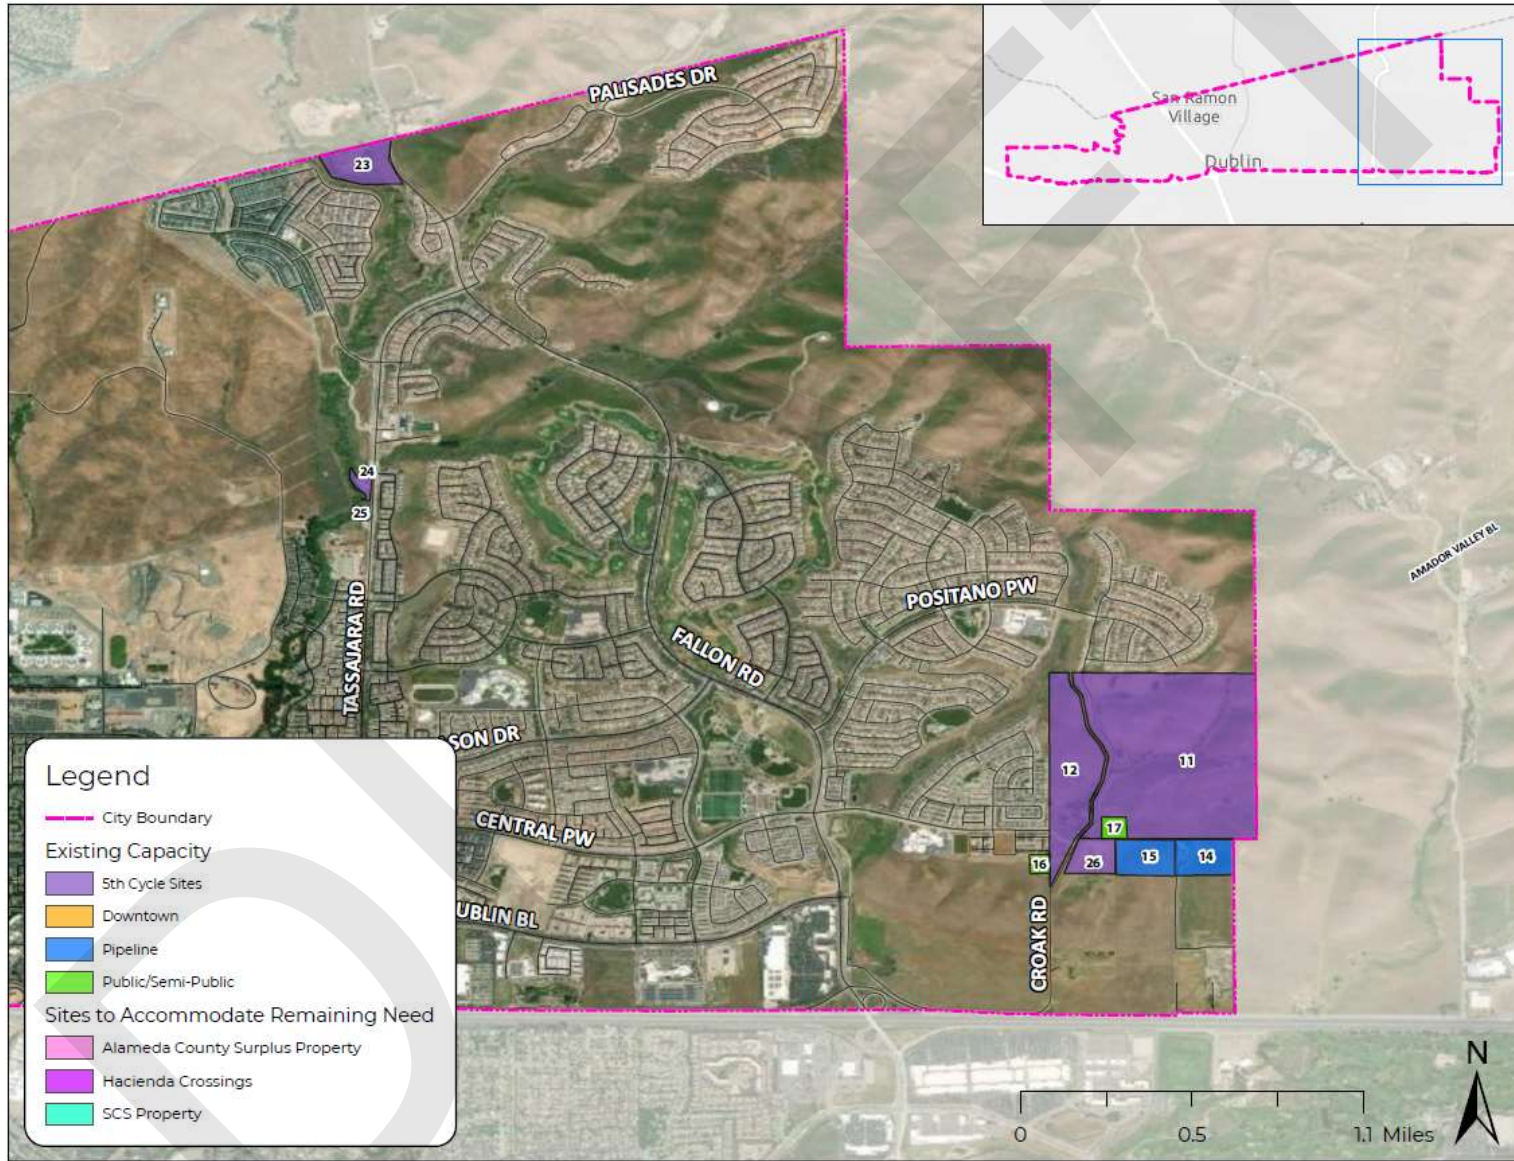 San Ramon
Village
Dublin
PALISADES DR
23
24
25
AMADOR VALLEY BL
POSITANO PW
TASSAJARA RD
FALLON RD
SON DR
12
11
17
CENTRAL PW
16
26
15
14
UBLIN BL
CROAK RD
Legend
City Boundary
Existing Capacity
5th Cycle Sites
Downtown
Pipeline
Public/Semi-Public
Sites to Accommodate Remaining Need
Alameda County Surplus Property
Hacienda Crossings
SCS Property
N
0 0.5 1.1 Miles